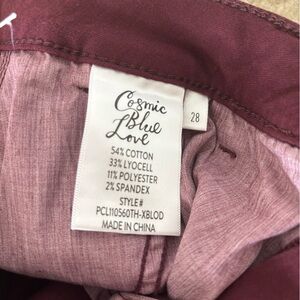 Cosmic
Blue
Love
54% COTTON
33% LYOCELL
11% POLYESTER
2% SPANDEX
STYLE#
PCL110560TH-XBLOD
MADE IN CHINA
28